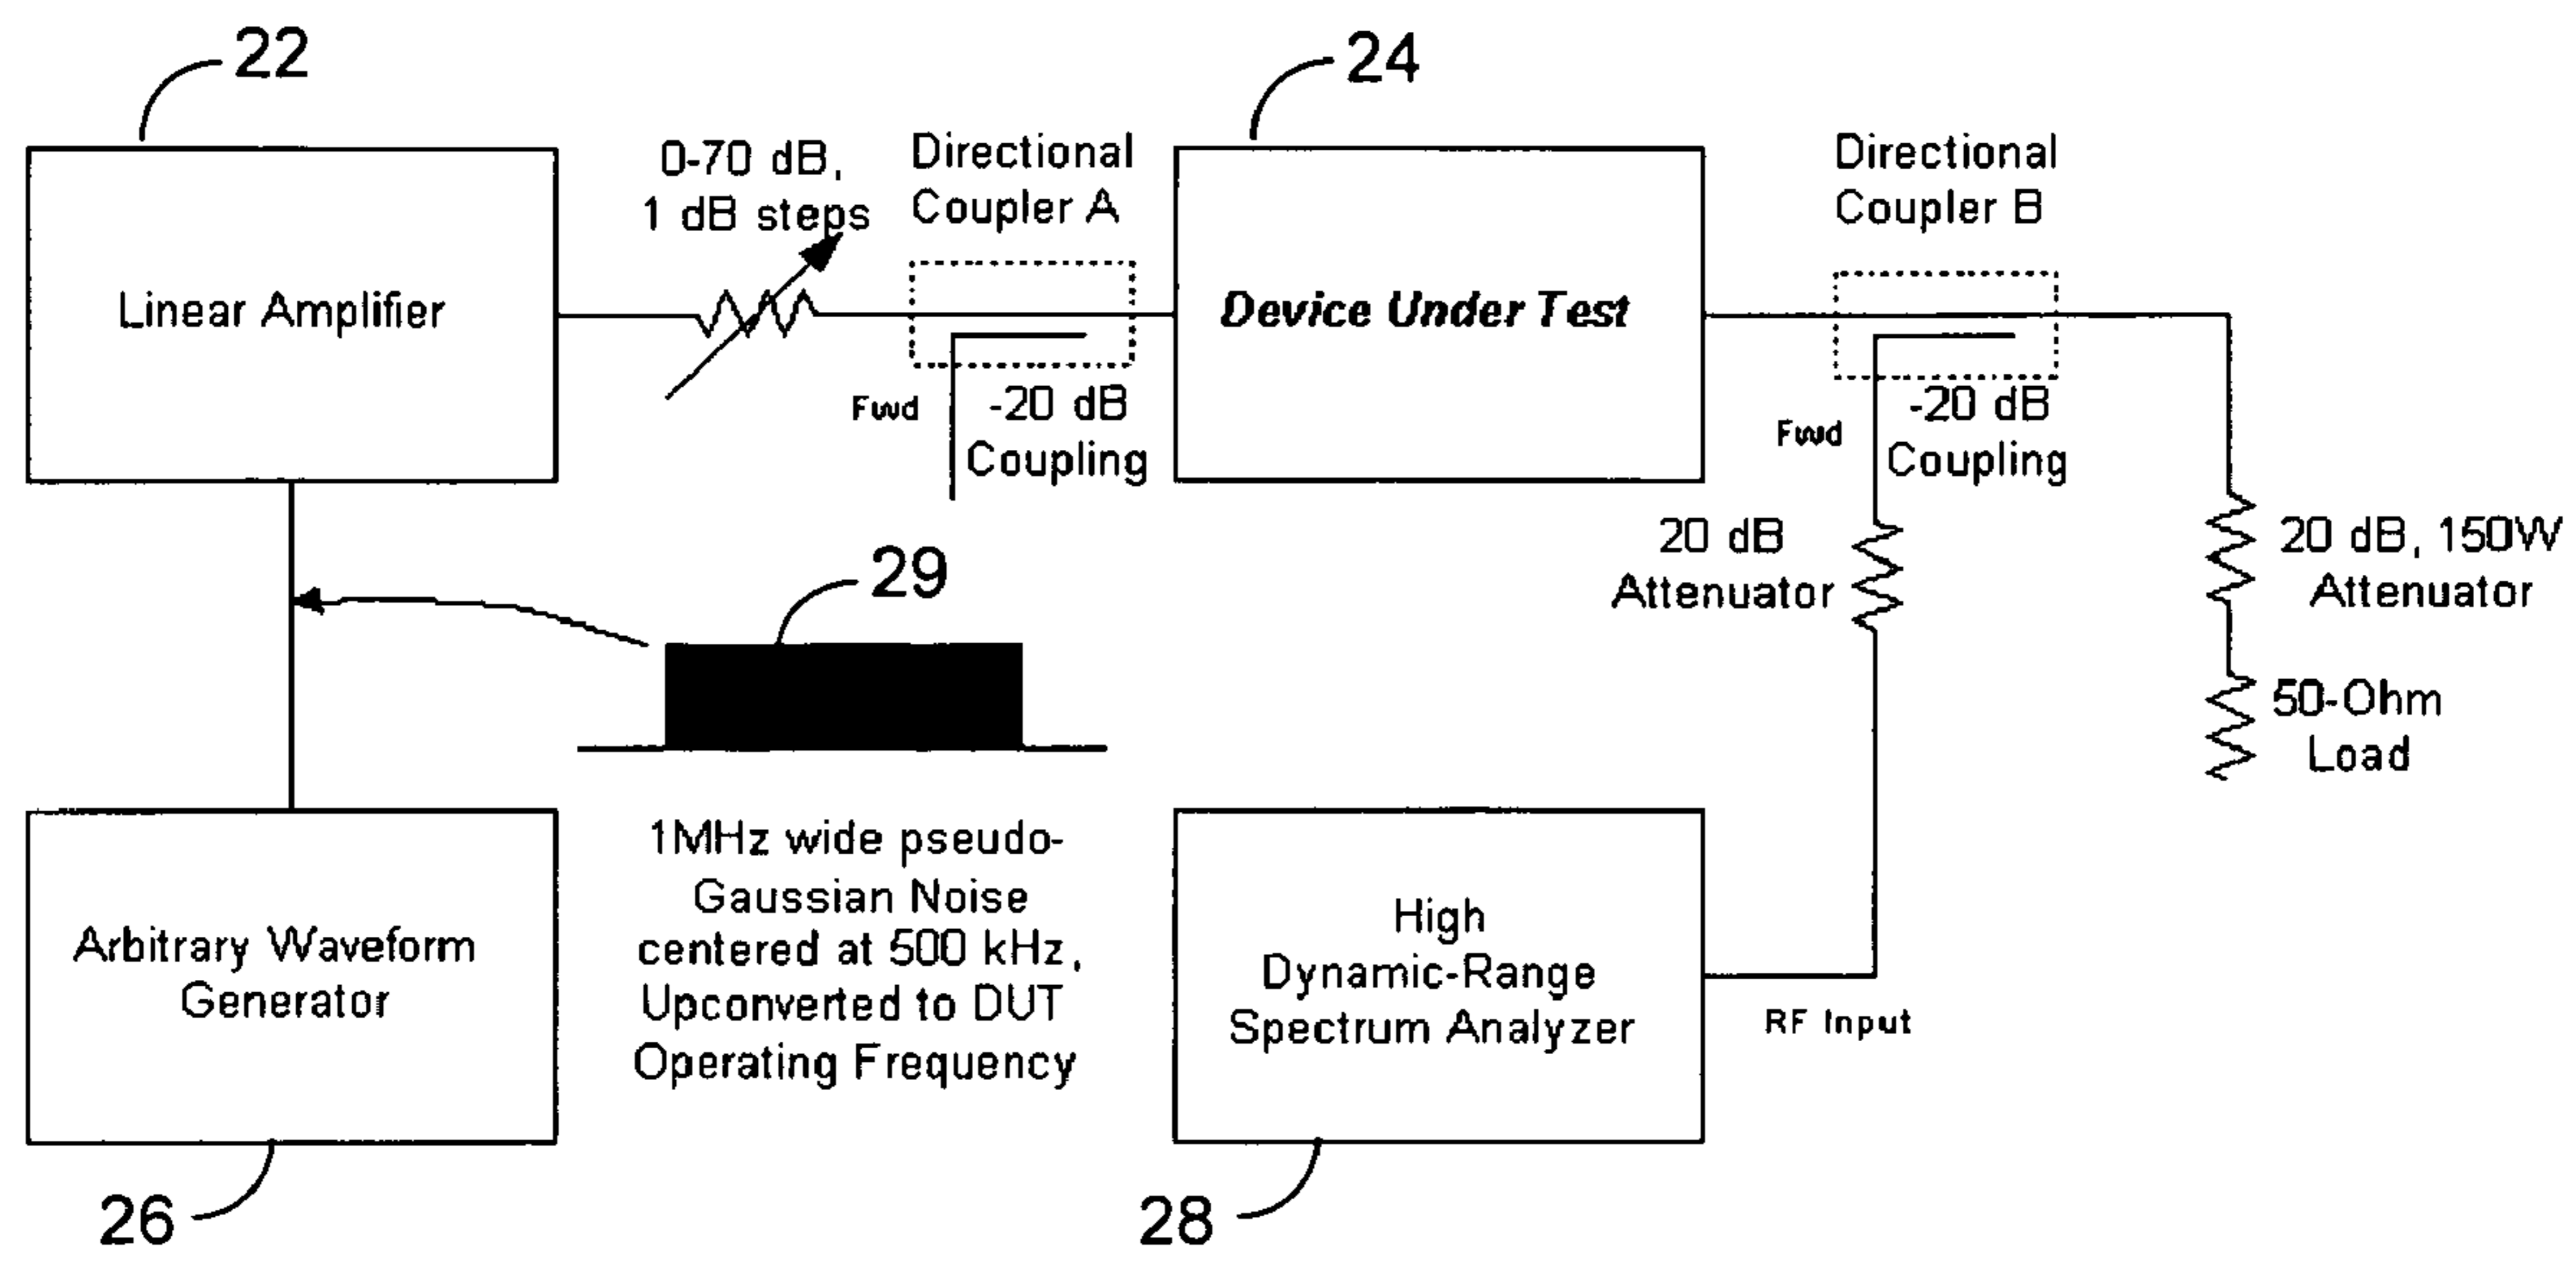 22
24
0-70 dB,
1 dB steps
Directional
Coupler A
Directional
Coupler B
Linear Amplifier
Device Under Test
Fwd
-20 dB
Coupling
Fwd
-20 dB
Coupling
20 dB
Attenuator
20 dB, 150W
Attenuator
29
50-Ohm
Load
1MHz wide pseudo-
Gaussian Noise
centered at 500 kHz,
Upconverted to DUT
Operating Frequency
Arbitrary Waveform
Generator
High
Dynamic-Range
Spectrum Analyzer
RF Input
26
28